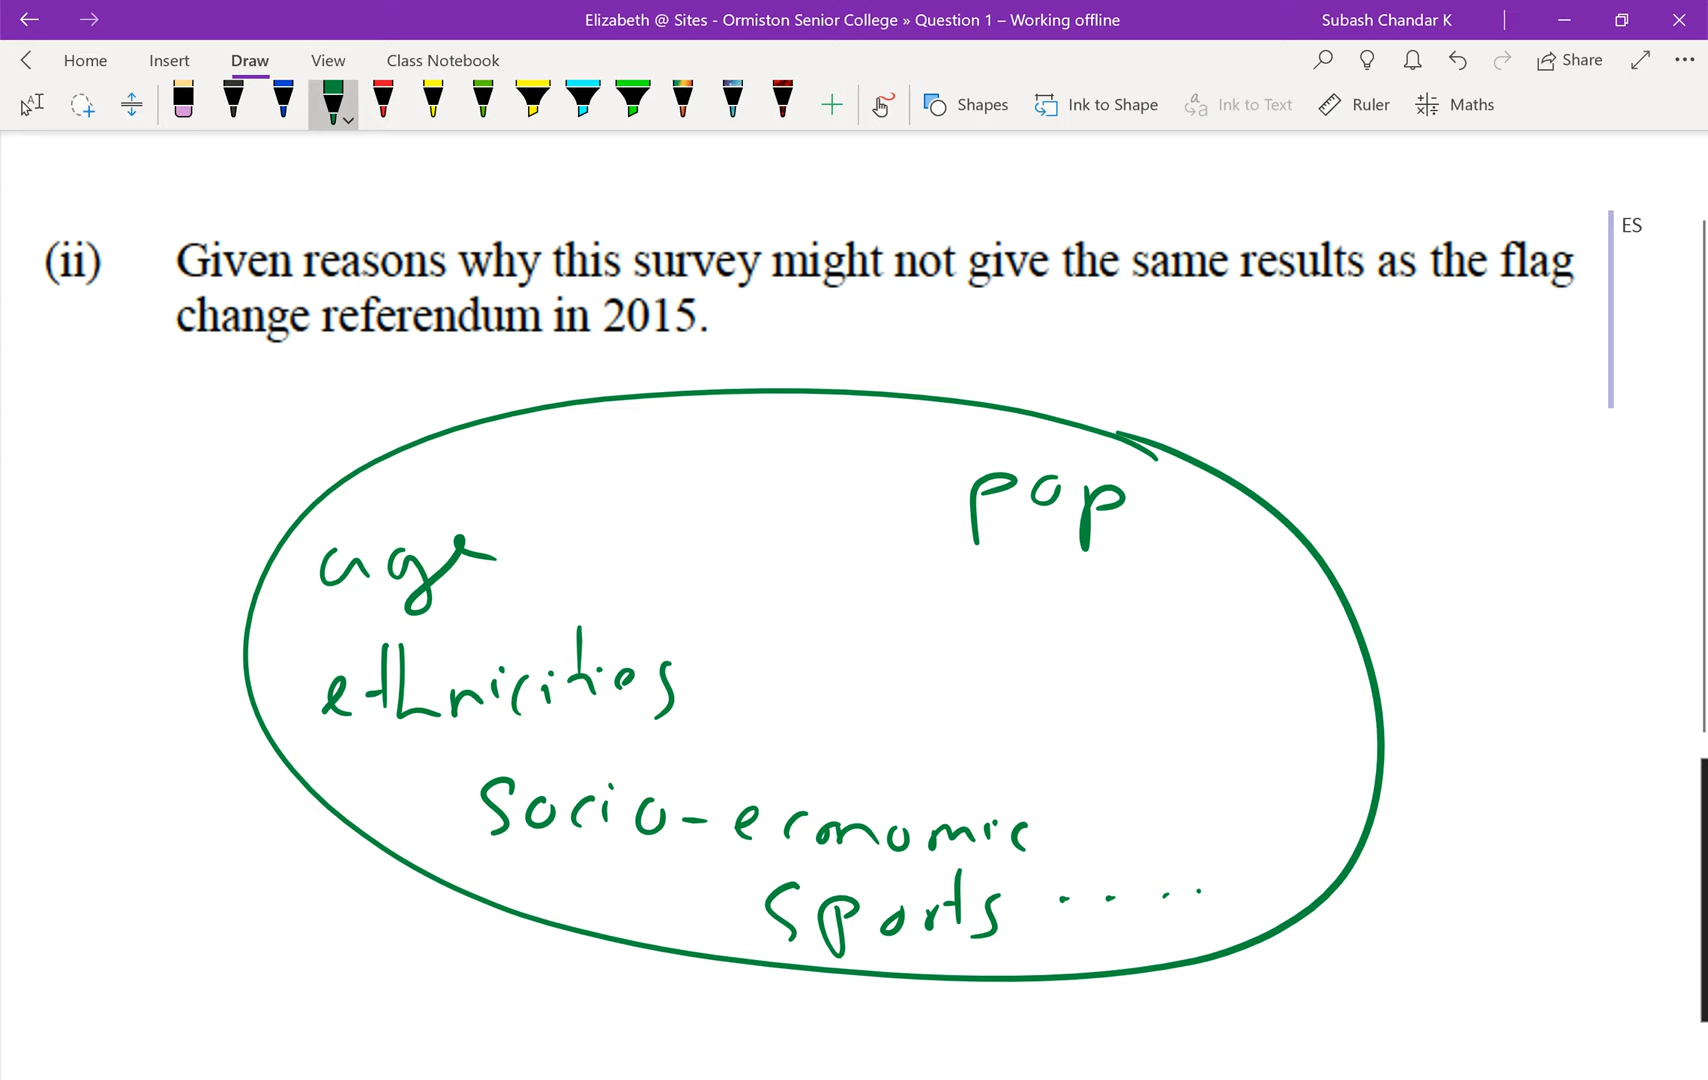 Elizabeth @ Sites - Ormiston Senior College » Question 1 – Working offline
Subash Chandar K
Home Insert Draw View Class Notebook
Share
Shapes Ink to Shape Ink to Text Ruler Maths
(ii) Given reasons why this survey might not give the same results as the flag
change referendum in 2015.
ES
pop
age
ethnicities
Socio-economic
sports ....